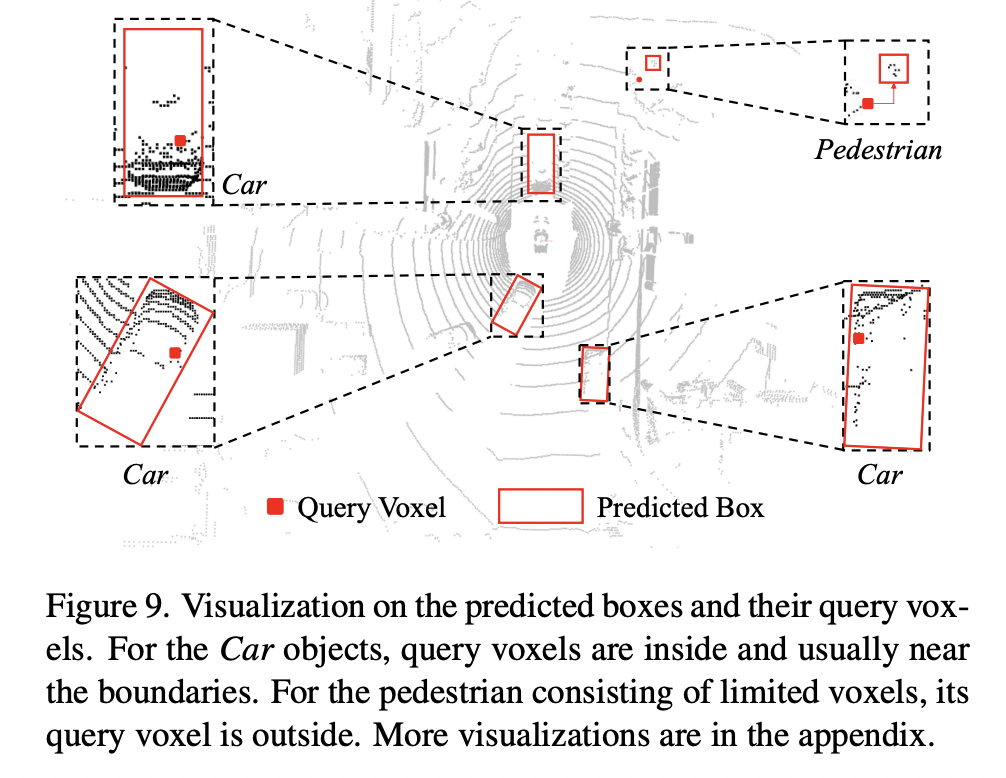 Pedestrian
Car
Car
Car
Query Voxel
Predicted Box
Figure 9. Visualization on the predicted boxes and their query vox-
els. For the Car objects, query voxels are inside and usually near
the boundaries. For the pedestrian consisting of limited voxels, its
query voxel is outside. More visualizations are in the appendix.